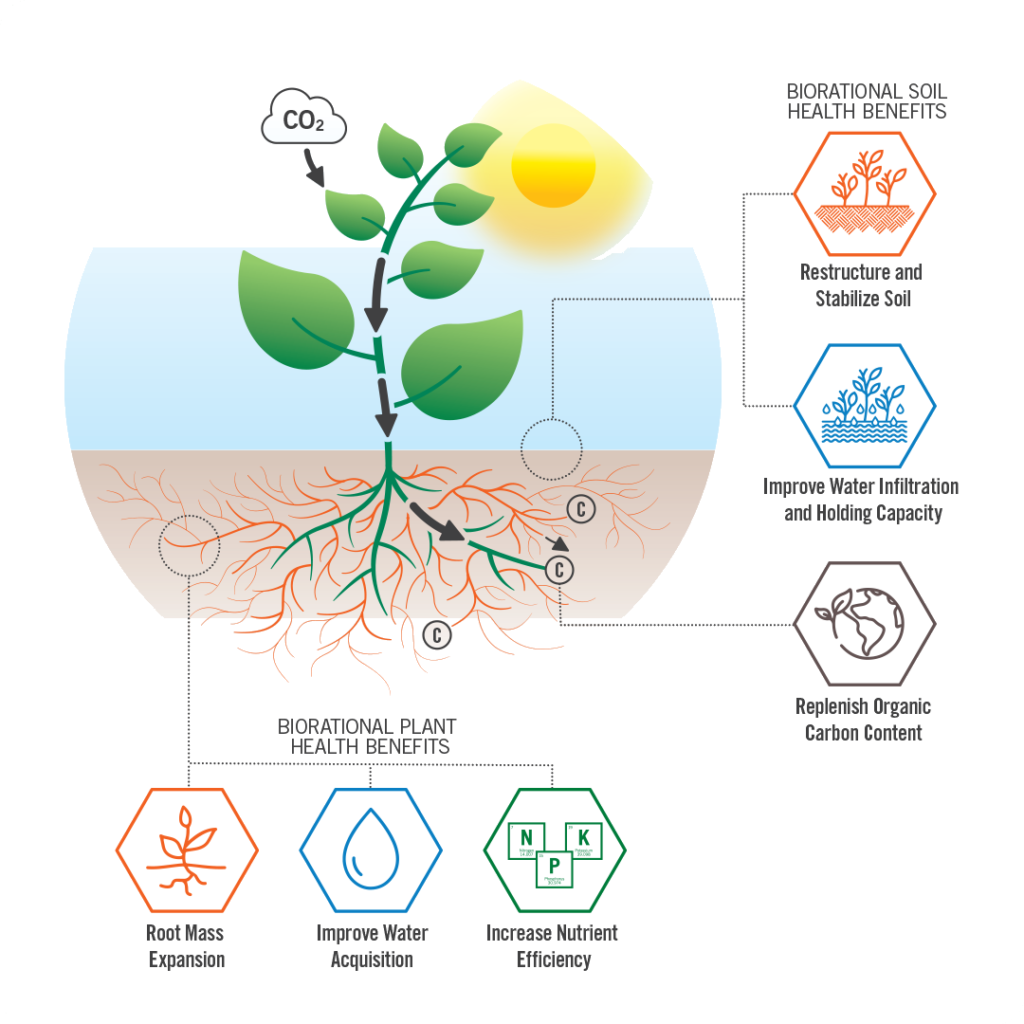 CO₂
BIORATIONAL SOIL
HEALTH BENEFITS
Restructure and
Stabilize Soil
Improve Water Infiltration
and Holding Capacity
C
C
C
Replenish Organic
Carbon Content
BIORATIONAL PLANT
HEALTH BENEFITS
N
K
P
Root Mass
Expansion
Improve Water
Acquisition
Increase Nutrient
Efficiency